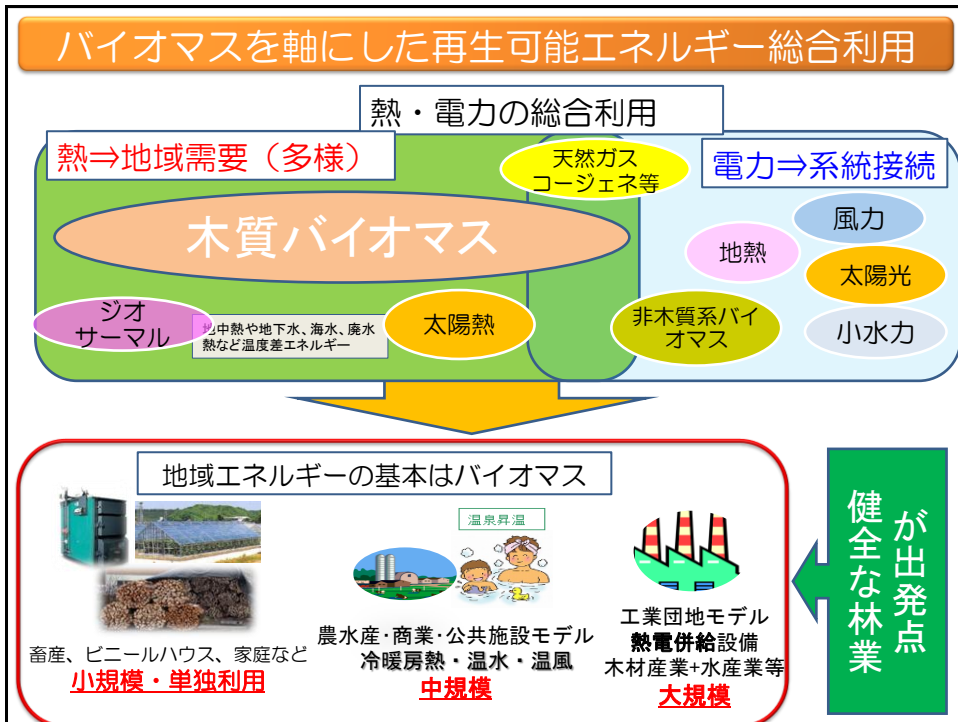 バイオマスを軸にした再生可能エネルギー総合利用
熱・電力の総合利用
熱⇒地域需要（多様）
天然ガス
コージェネ等
電力⇒系統接続
木質バイオマス
風力
地熱
太陽光
ジオ
サーマル
地中熱や地下水、海水、廃水
熱など温度差エネルギー
太陽熱
非木質系バイ
オマス
小水力
地域エネルギーの基本はバイオマス
温泉昇温
畜産、ビニールハウス、家庭など
小規模・単独利用
農水産･商業･公共施設モデル
冷暖房熱・温水・温風
中規模
工業団地モデル
熱電併給設備
木材産業+水産業等
大規模
健全な林業
が出発点